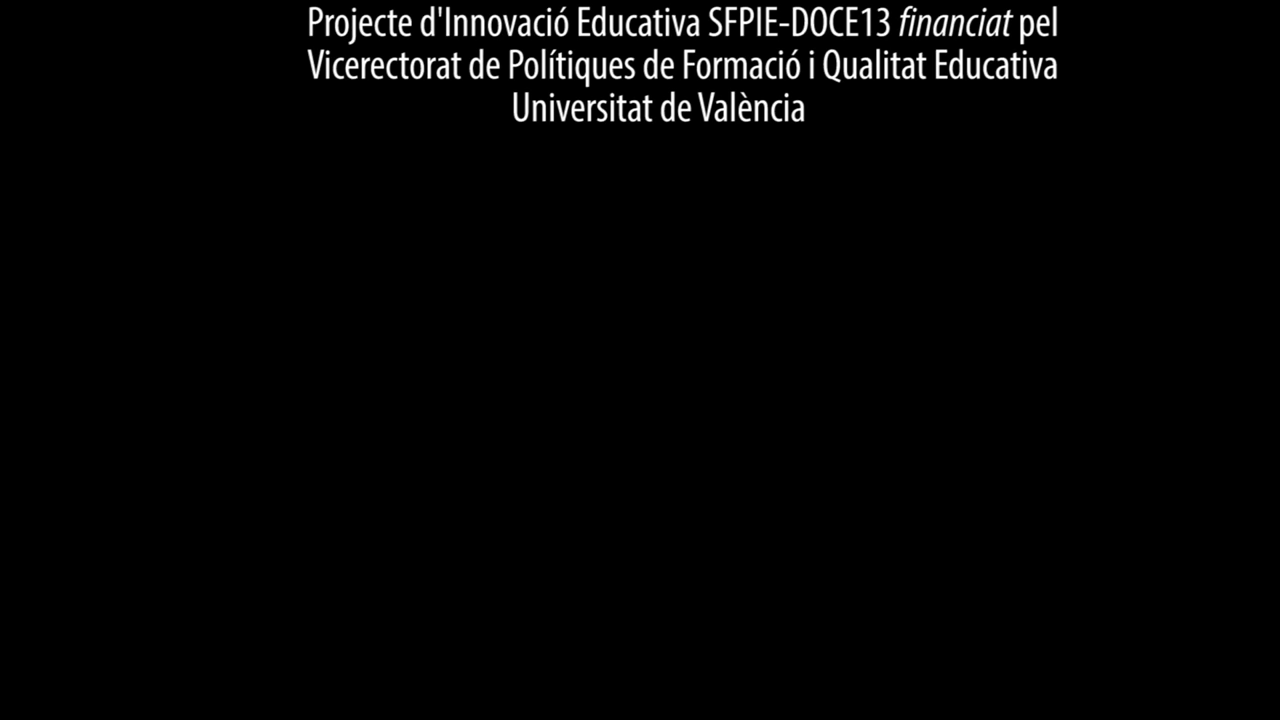 Projecte d'Innovació Educativa SFPIE-DOCE13 financiat pel
Vicerectorat de Polítiques de Formació i Qualitat Educativa
Universitat de València